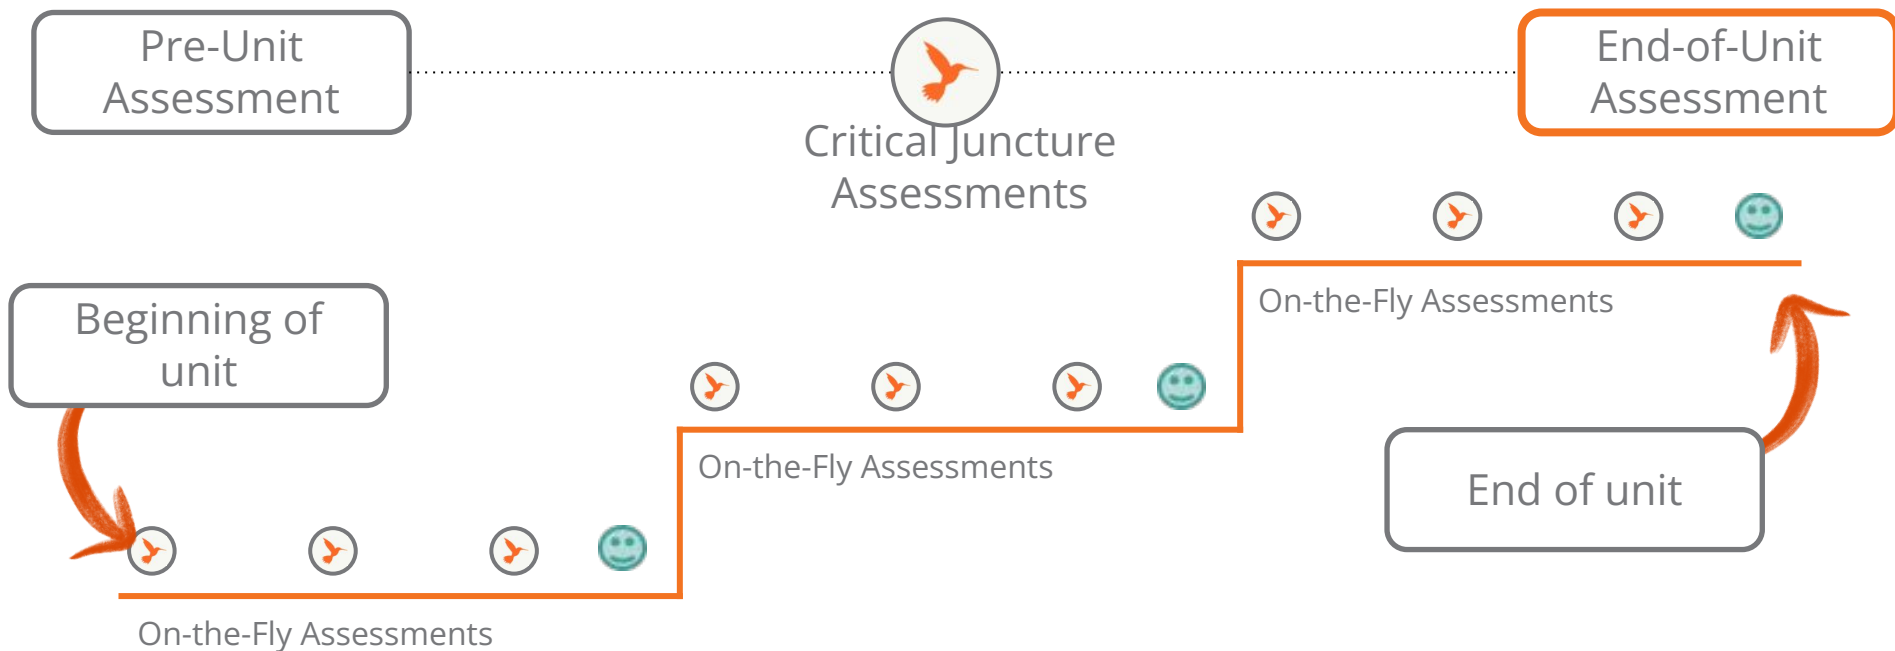 Pre-Unit
Assessment
End-of-Unit
Assessment
Critical Juncture
Assessments
On-the-Fly Assessments
Beginning of
unit
On-the-Fly Assessments
End of unit
On-the-Fly Assessments